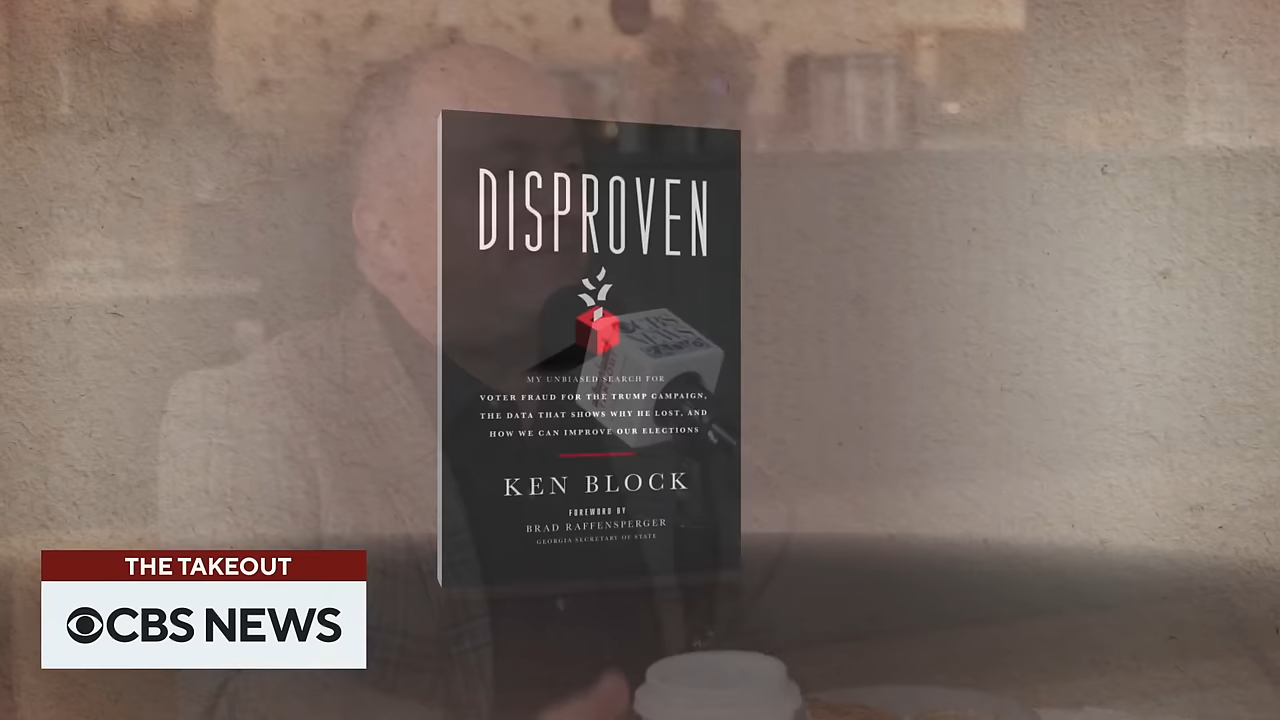 DISPROVEN
MY UNBIASED SEARCH FOR
VOTER FRAUD FOR THE TRUMP CAMPAIGN,
THE DATA THAT SHOWS WHY HE LOST, AND
HOW WE CAN IMPROVE OUR ELECTIONS
KEN BLOCK
FOREWORD BY
BRAD RAFFENSPERGER
GEORGIA SECRETARY OF STATE
THE TAKEOUT
CBS NEWS